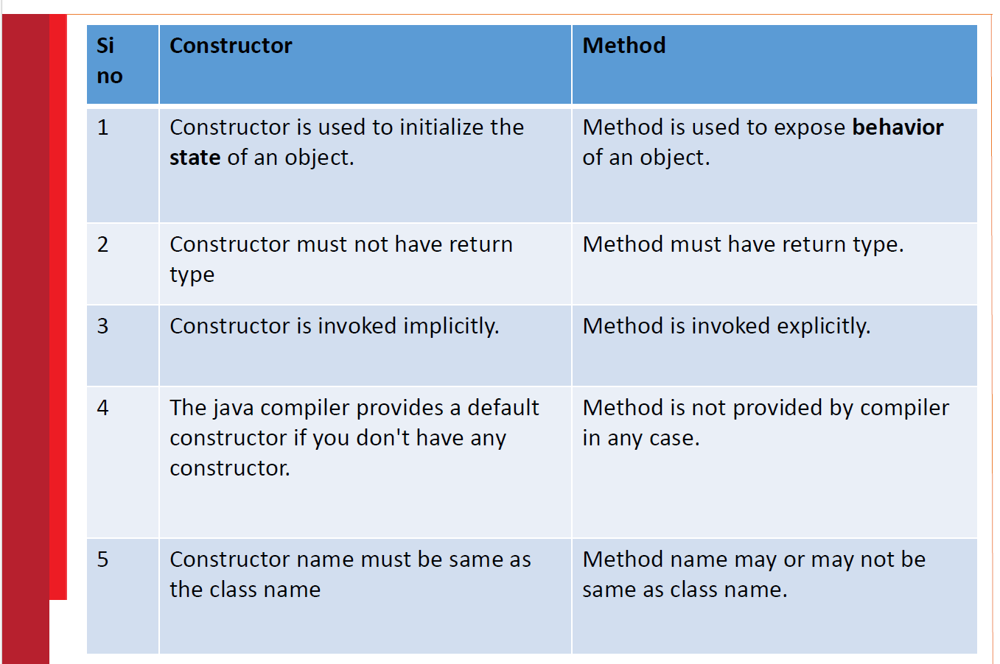 Si
no
Constructor
Method
1
Constructor is used to initialize the
state of an object.
Method is used to expose behavior
of an object.
2
Constructor must not have return
type
Method must have return type.
3
Constructor is invoked implicitly.
Method is invoked explicitly.
4
The java compiler provides a default
constructor if you don't have any
constructor.
Method is not provided by compiler
in any case.
5
Constructor name must be same as
the class name
Method name may or may not be
same as class name.